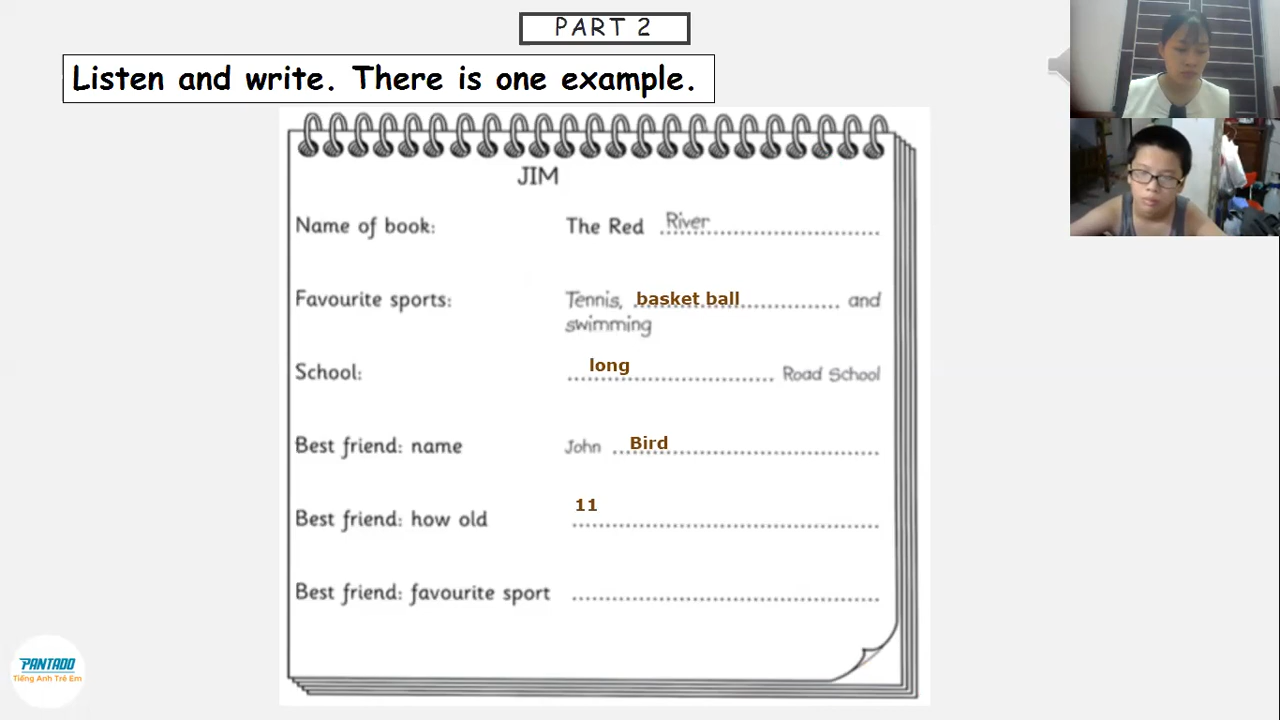 PART 2
Listen and write. There is one example.
JIM
Name of book: The Red River
Favourite sports: Tennis, basket ball and
swimming
School: long Road School
Best friend: name John Bird
Best friend: how old 11
Best friend: favourite sport
PANTADO
Tiếng Anh Trẻ Em